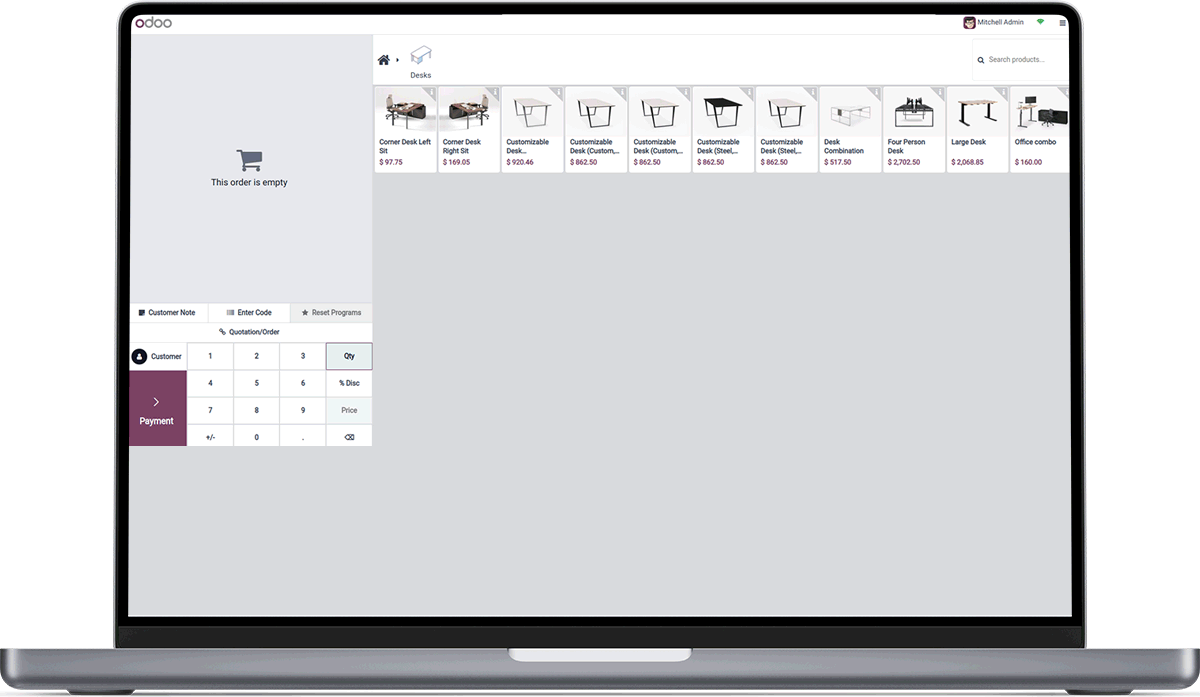 odoo
Mitchell Admin
Desks
Search products...
This order is empty
Corner Desk Left
Sit
$ 97.75
Corner Desk
Right Sit
$ 169.05
Customizable
Desk...
$ 920.46
Customizable
Desk (Custom,...
$ 862.50
Customizable
Desk (Custom,...
$ 862.50
Customizable
Desk (Steel,...
$ 862.50
Customizable
Desk (Steel,...
$ 862.50
Desk
Combination
$ 517.50
Four Person
Desk
$ 2,702.50
Large Desk
$ 2,068.85
Office combo
$ 160.00
Customer Note
Enter Code
Reset Programs
Quotation/Order
Customer
1 2 3 Qty
4 5 6 % Disc
Payment
7 8 9 Price
+/- 0 .